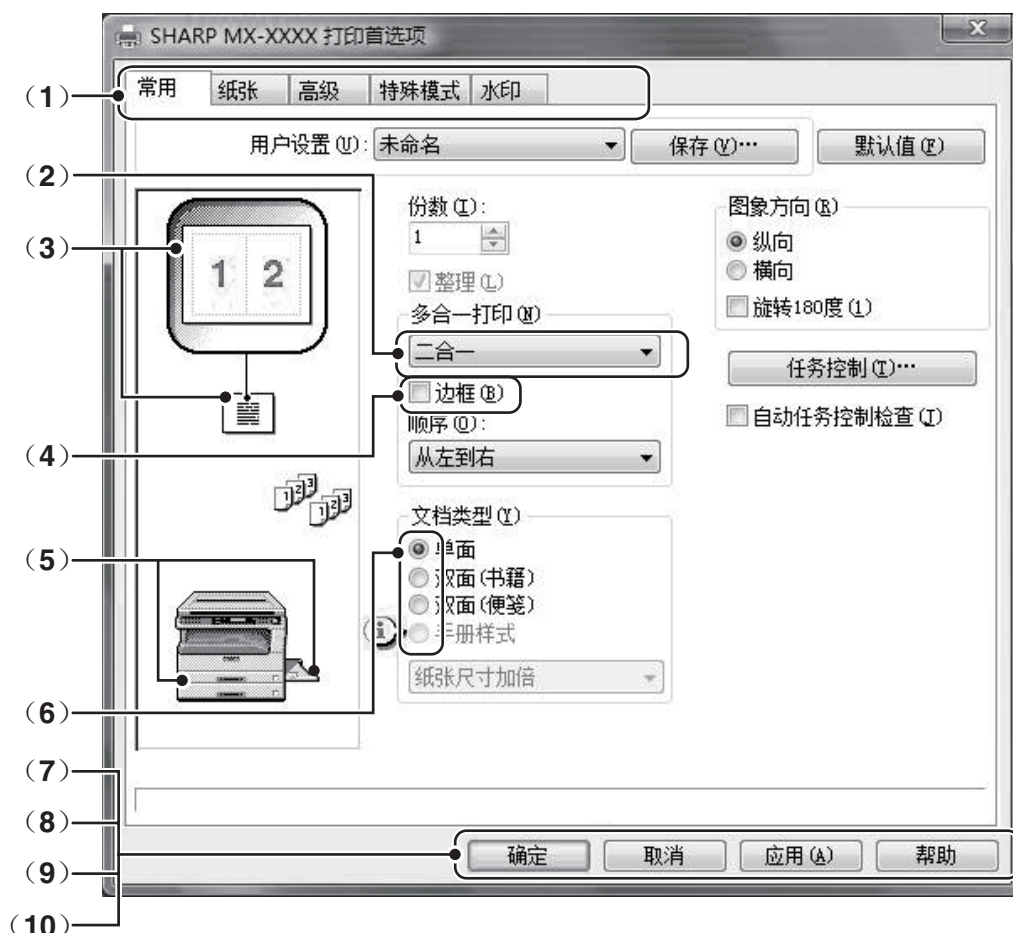 SHARP MX-XXXX 打印首选项
(1)
常用 纸张 高级 特殊模式 水印
用户设置(U): 未命名 保存(V)… 默认值(F)
(2)
份数(I):
图象方向(R)
1
纵向
(3)
1 2
横向
整理(L)
旋转180度(1)
多合一打印(N)
二合一
任务控制(T)…
边框(B)
自动任务控制检查(J)
顺序(O):
(4)
从左到右
1 2 3
1 2 3
文档类型(Y)
单面
(5)
双面(书籍)
双面(便笺)
手册样式
纸张尺寸加倍
(6)
(7)
(8)
确定 取消 应用(A) 帮助
(9)
(10)